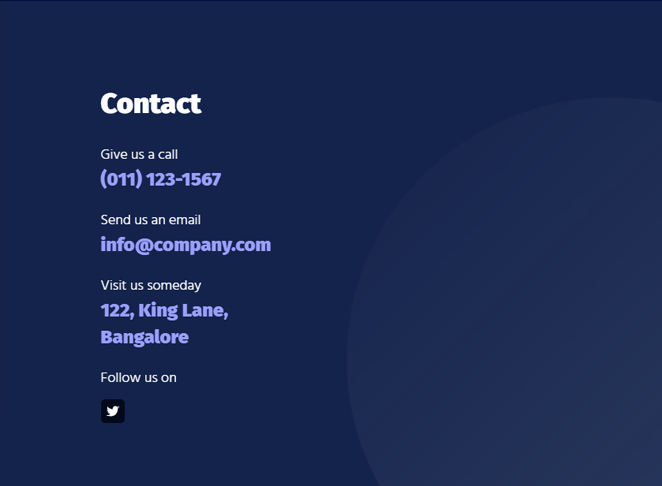 Contact
Give us a call
(011) 123-1567
Send us an email
info@company.com
Visit us someday
122, King Lane,
Bangalore
Follow us on